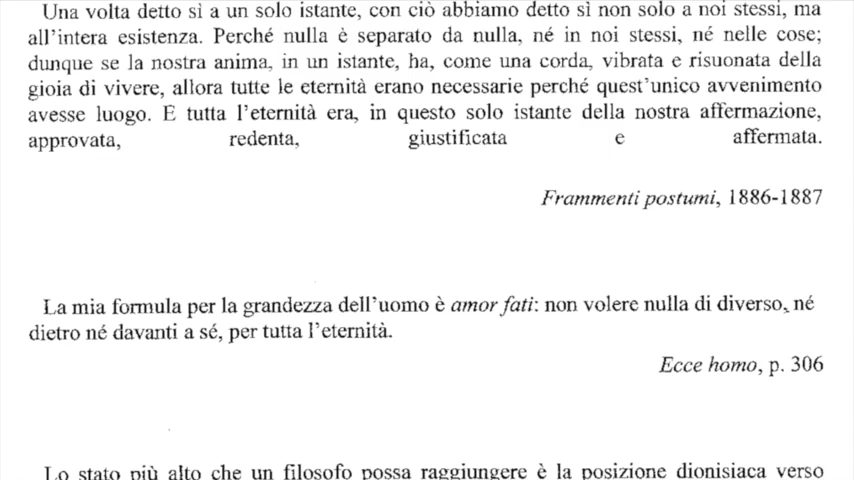 Una volta detto sì a un solo istante, con ciò abbiamo detto sì non solo a noi stessi, ma
all'intera esistenza. Perché nulla è separato da nulla, né in noi stessi, né nelle cose;
dunque se la nostra anima, in un istante, ha, come una corda, vibrata e risuonata della
gioia di vivere, allora tutte le eternità erano necessarie perché quest'unico avvenimento
avesse luogo. E tutta l'eternità era, in questo solo istante della nostra affermazione,
approvata, redenta, giustificata e affermata.
Frammenti postumi, 1886-1887
La mia formula per la grandezza dell'uomo è amor fati: non volere nulla di diverso, né
dietro né davanti a sé, per tutta l'eternità.
Ecce homo, p. 306
Lo stato più alto che un filosofo possa raggiungere è la posizione dionisiaca verso